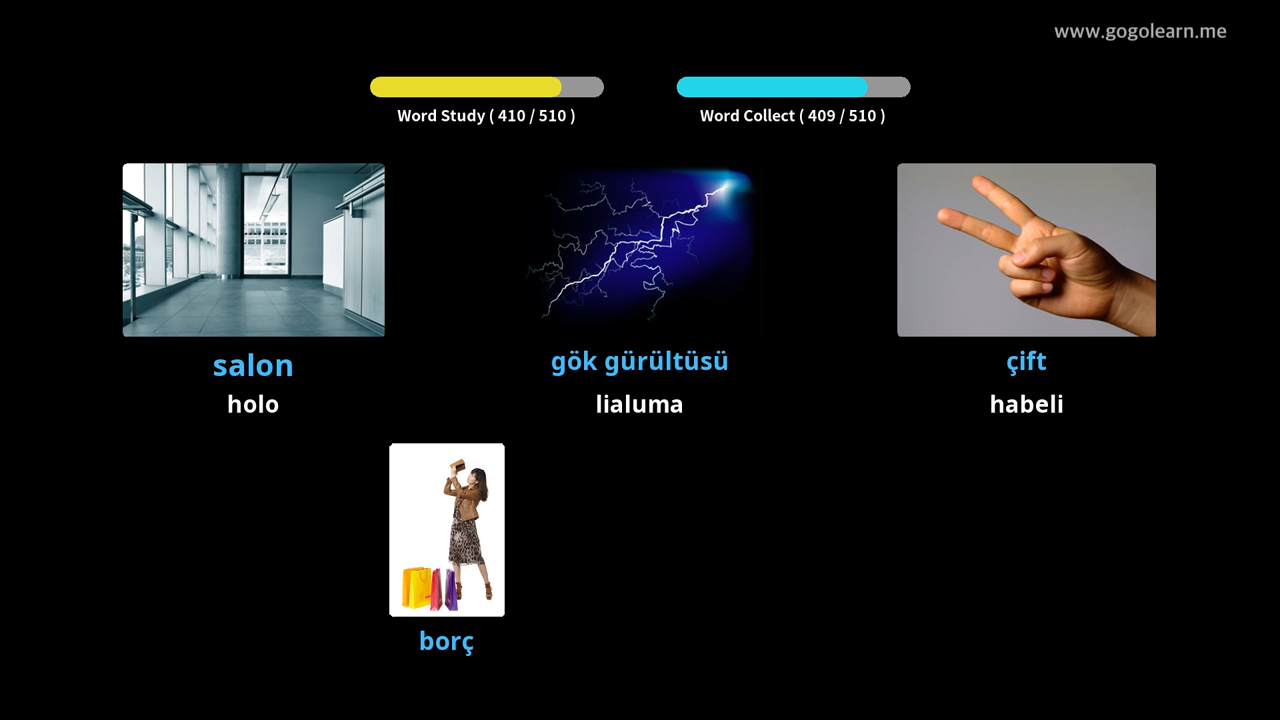 www.gogolearn.me
Word Study ( 410 / 510 )
Word Collect ( 409 / 510 )
salon
holo
gök gürültüsü
lialuma
çift
habeli
borç